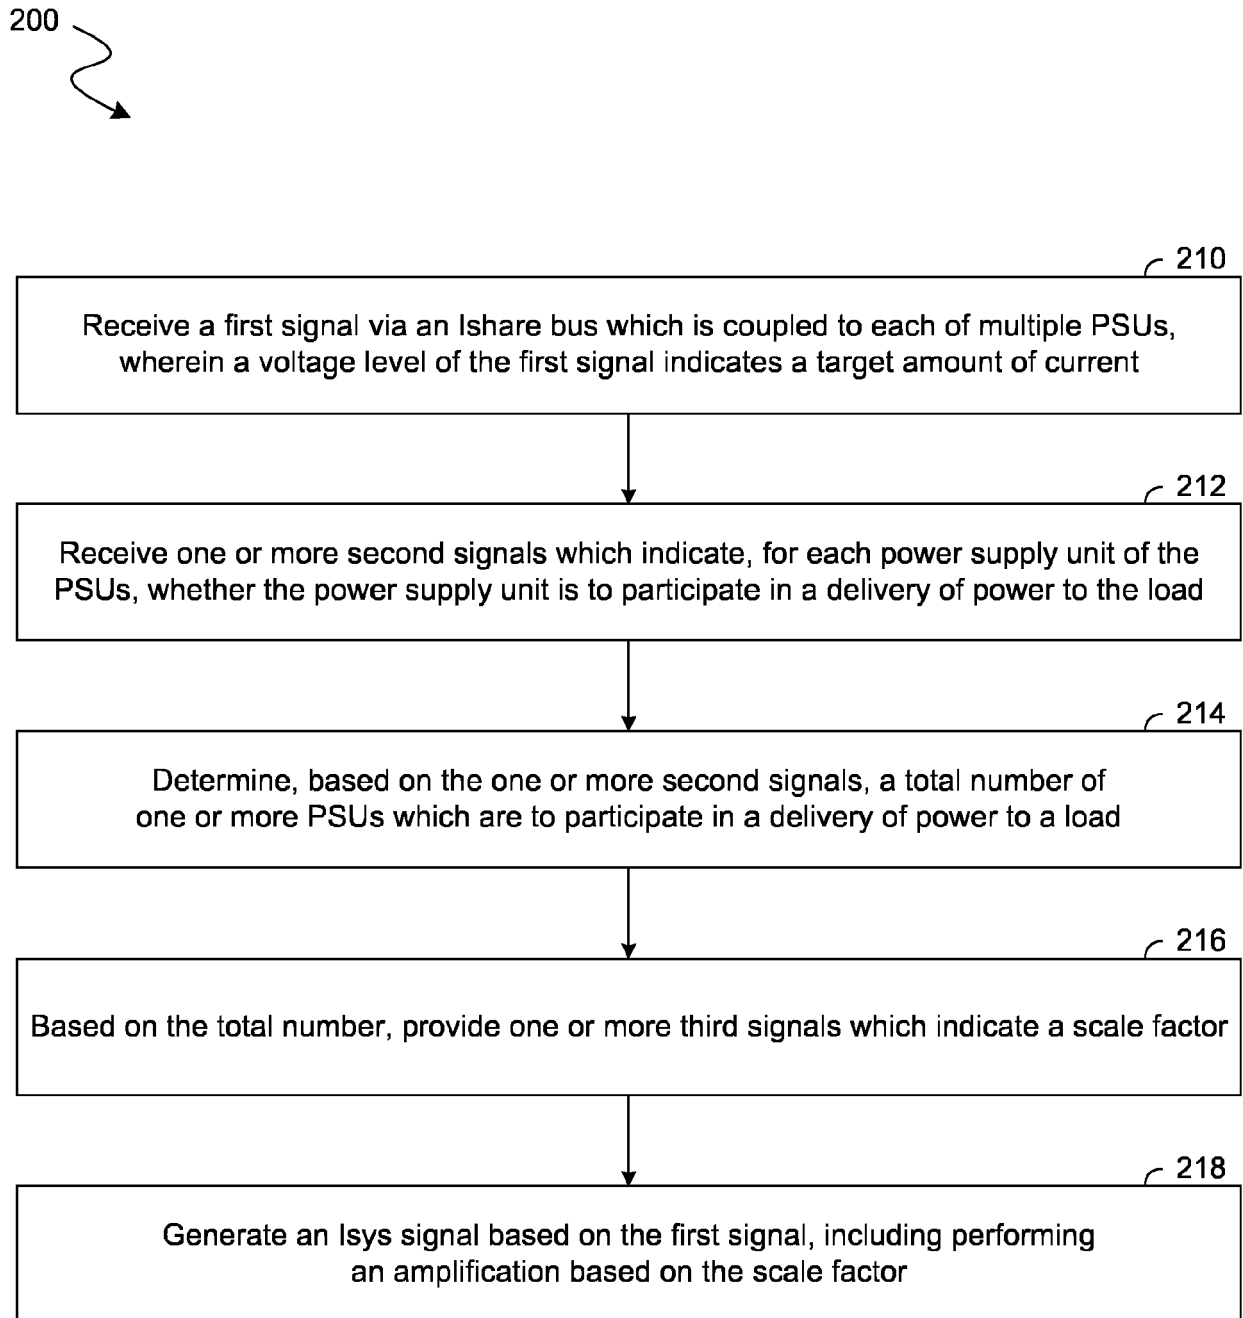 200
210
Receive a first signal via an Ishare bus which is coupled to each of multiple PSUs,
wherein a voltage level of the first signal indicates a target amount of current
212
Receive one or more second signals which indicate, for each power supply unit of the
PSUs, whether the power supply unit is to participate in a delivery of power to the load
214
Determine, based on the one or more second signals, a total number of
one or more PSUs which are to participate in a delivery of power to a load
216
Based on the total number, provide one or more third signals which indicate a scale factor
218
Generate an Isys signal based on the first signal, including performing
an amplification based on the scale factor